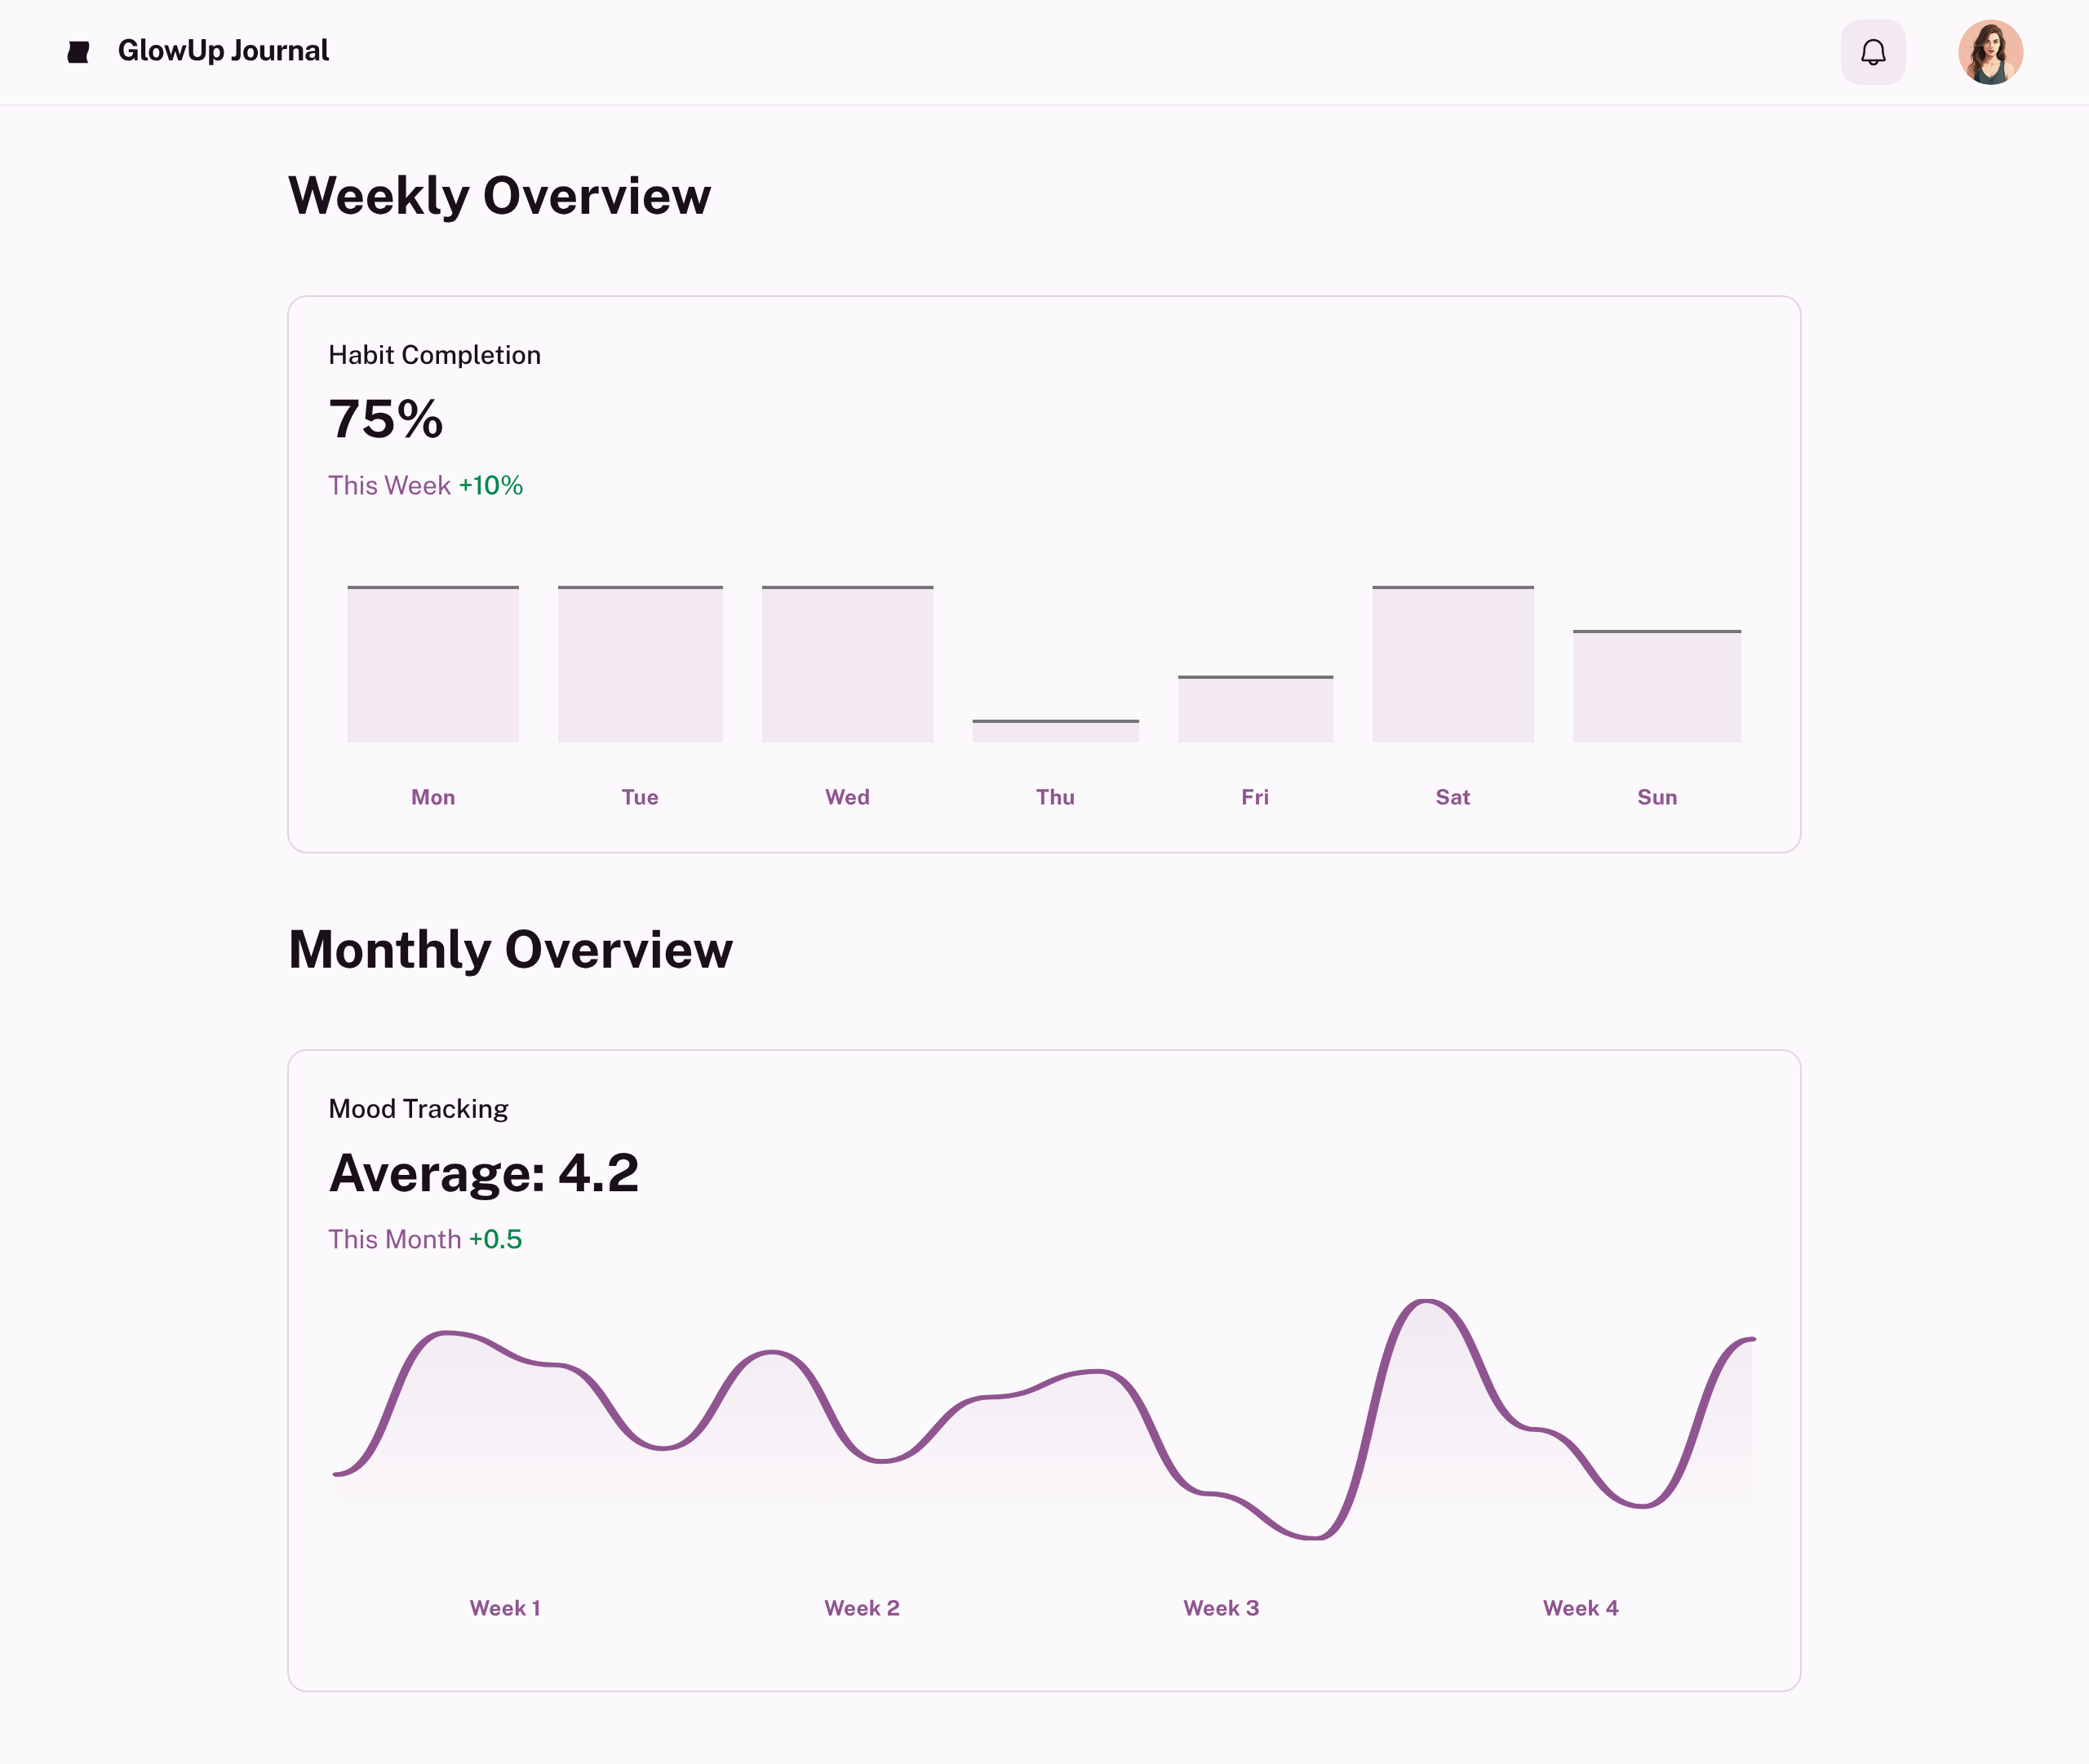 GlowUp Journal
Weekly Overview
Habit Completion
75%
This Week +10%
Mon Tue Wed Thu Fri Sat Sun
Monthly Overview
Mood Tracking
Average: 4.2
This Month +0.5
Week 1 Week 2 Week 3 Week 4